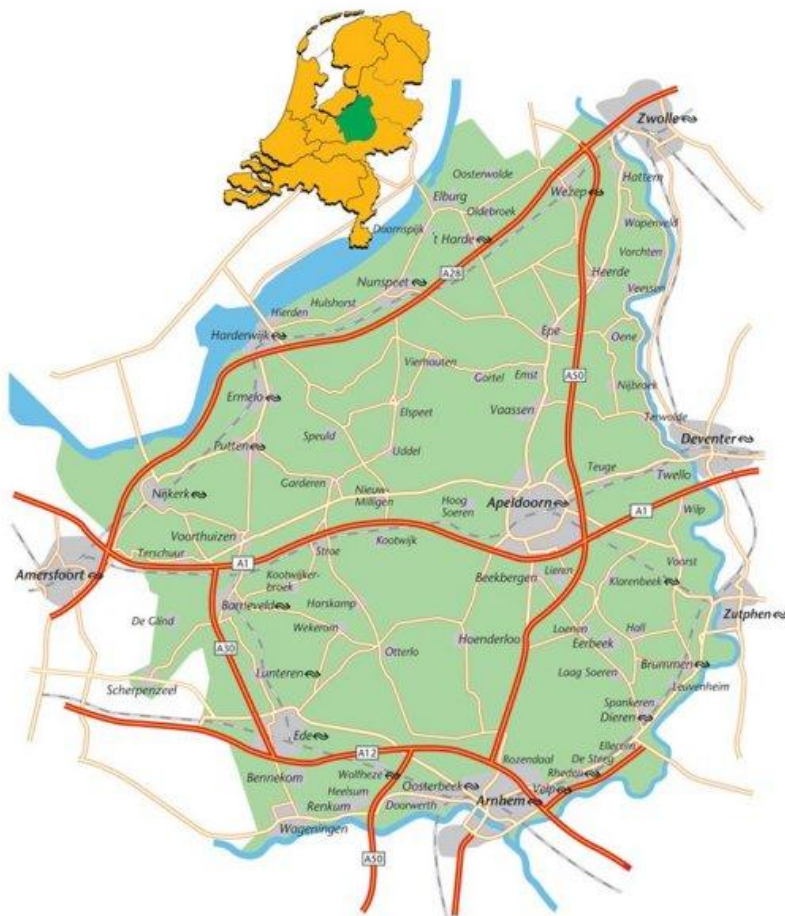 Zwolle
Oosterwolde
Hattem
Wezep
Elburg
Oldebroek
Wapenveld
Doornspijk
't Harde
Vorchten
A28
Heerde
Nunspeet
Veessen
Hulshorst
Hierden
Harderwijk
Epe
Oene
Vierhouten
Gortel
Emst
A50
Nijbroek
Ermelo
Elspeet
Vaassen
Terwolde
Speuld
Deventer
Putten
Uddel
Teuge
Twello
Garderen
Nijkerk
Nieuw-
Milligen
Hoog
Soeren
Apeldoorn
A1
Wilp
Voorthuizen
Kootwijk
Terschuur
Stroe
Voorst
A1
Lieren
Amersfoort
Kootwijker-
broek
Beekbergen
Klarenbeek
Barneveld
Harskamp
Zutphen
De Glind
Wekerom
Loenen
Hall
Hoenderloo
Eerbeek
A30
Otterlo
Brummen
Lunteren
Laag Soeren
Leuvenheim
Scherpenzeel
Spankeren
Dieren
Ede
Ellecom
A12
Rozendaal
De Steeg
Bennekom
Wolfheze
Rheden
Heelsum
Oosterbeek
Velp
Renkum
Doorwerth
Arnhem
Wageningen
A50